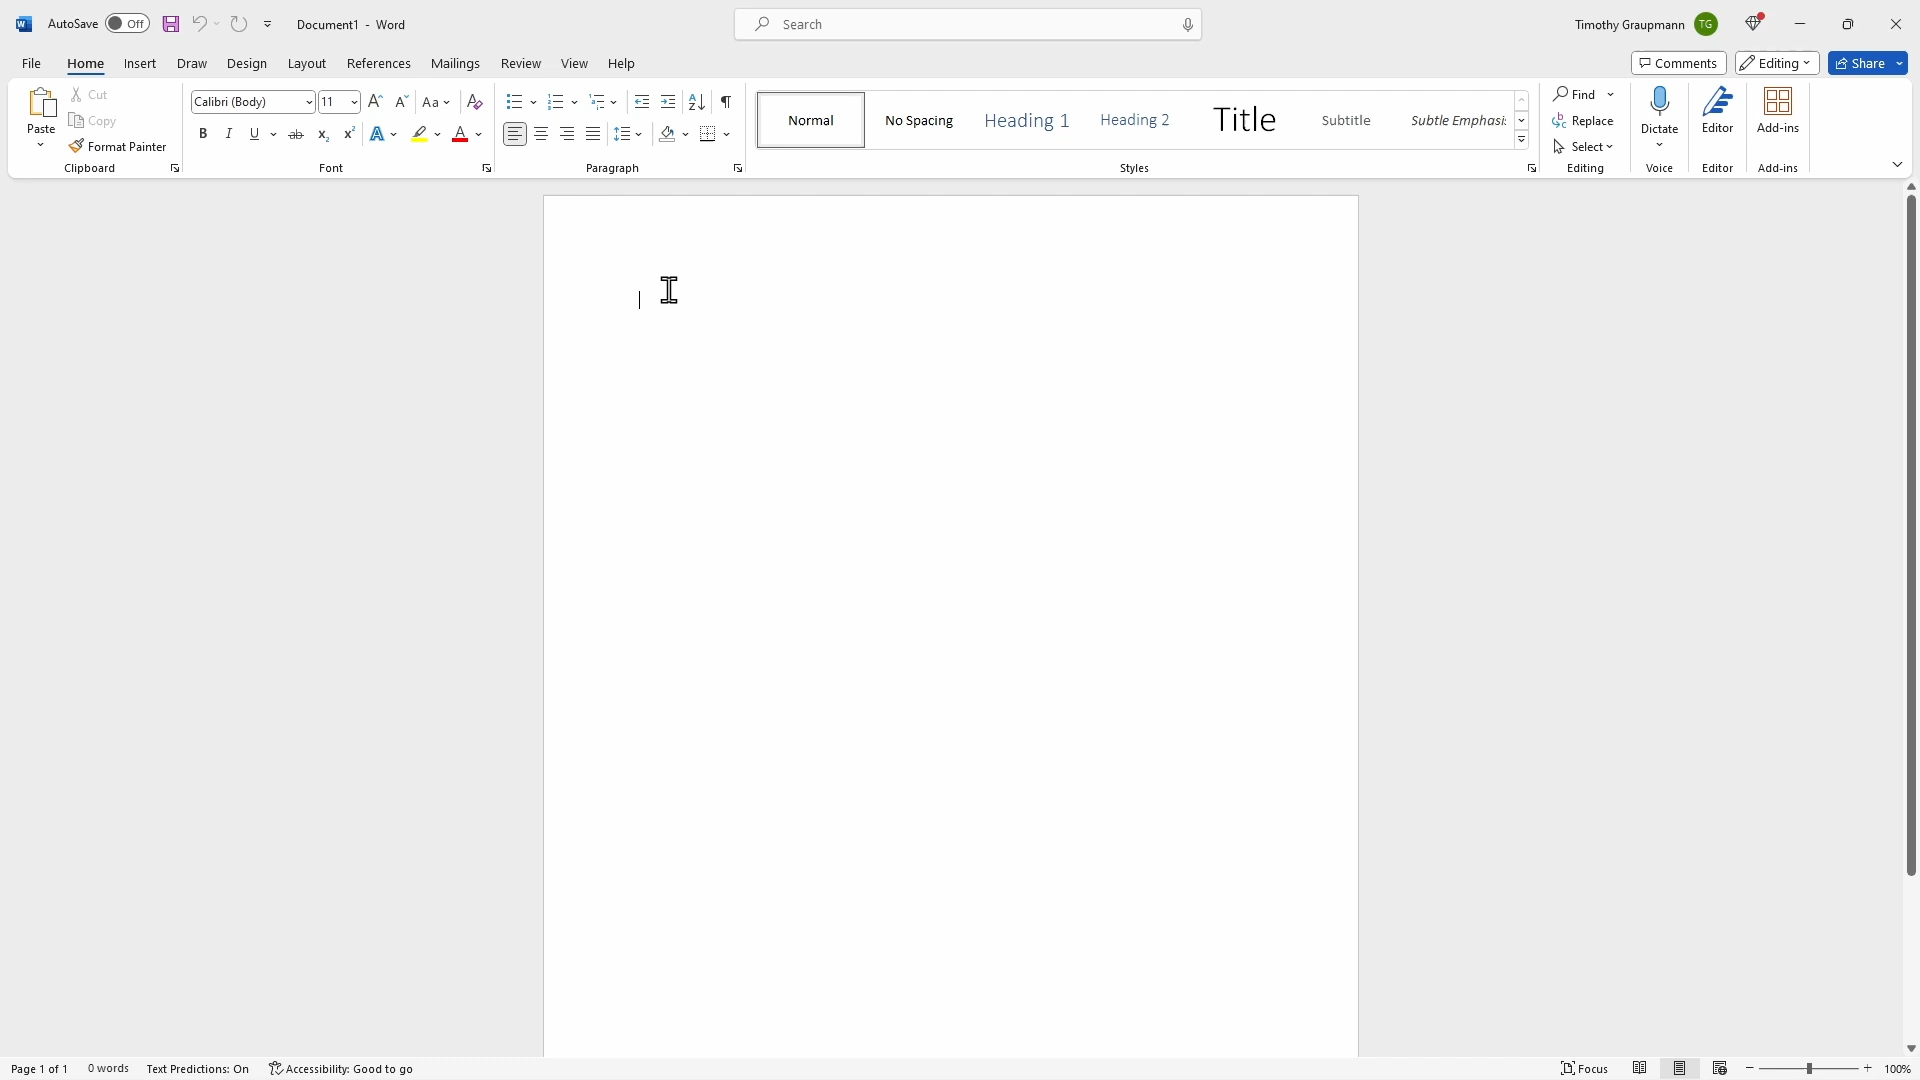 AutoSave Off Document1 - Word Search Timothy Graupmann TG
File Home Insert Draw Design Layout References Mailings Review View Help Comments Editing Share
Paste
Cut
Copy
Format Painter
Clipboard
Calibri (Body) 11
Font
Paragraph
Normal No Spacing Heading 1 Heading 2 Title Subtitle Subtle Emphasis
Styles
Find
Replace
Select
Editing
Dictate
Voice
Editor
Editor
Add-ins
Add-ins
Page 1 of 1 0 words Text Predictions: On Accessibility: Good to go Focus 100%